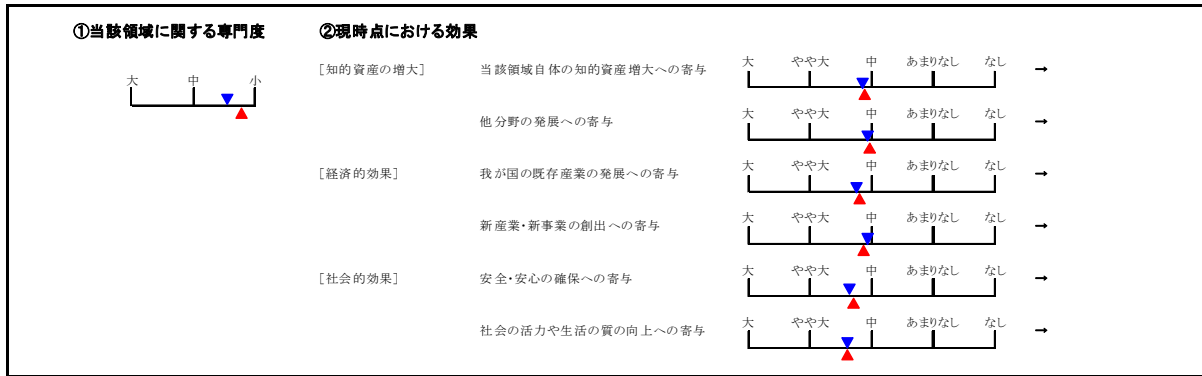 ①当該領域に関する専門度 ②現時点における効果
大 中 小
[知的資産の増大] 当該領域自体の知的資産増大への寄与 大 やや大 中 あまりなし なし →
他分野の発展への寄与 大 やや大 中 あまりなし なし →
[経済的効果] 我が国の既存産業の発展への寄与 大 やや大 中 あまりなし なし →
新産業・新事業の創出への寄与 大 やや大 中 あまりなし なし →
[社会的効果] 安全・安心の確保への寄与 大 やや大 中 あまりなし なし →
社会の活力や生活の質の向上への寄与 大 やや大 中 あまりなし なし →